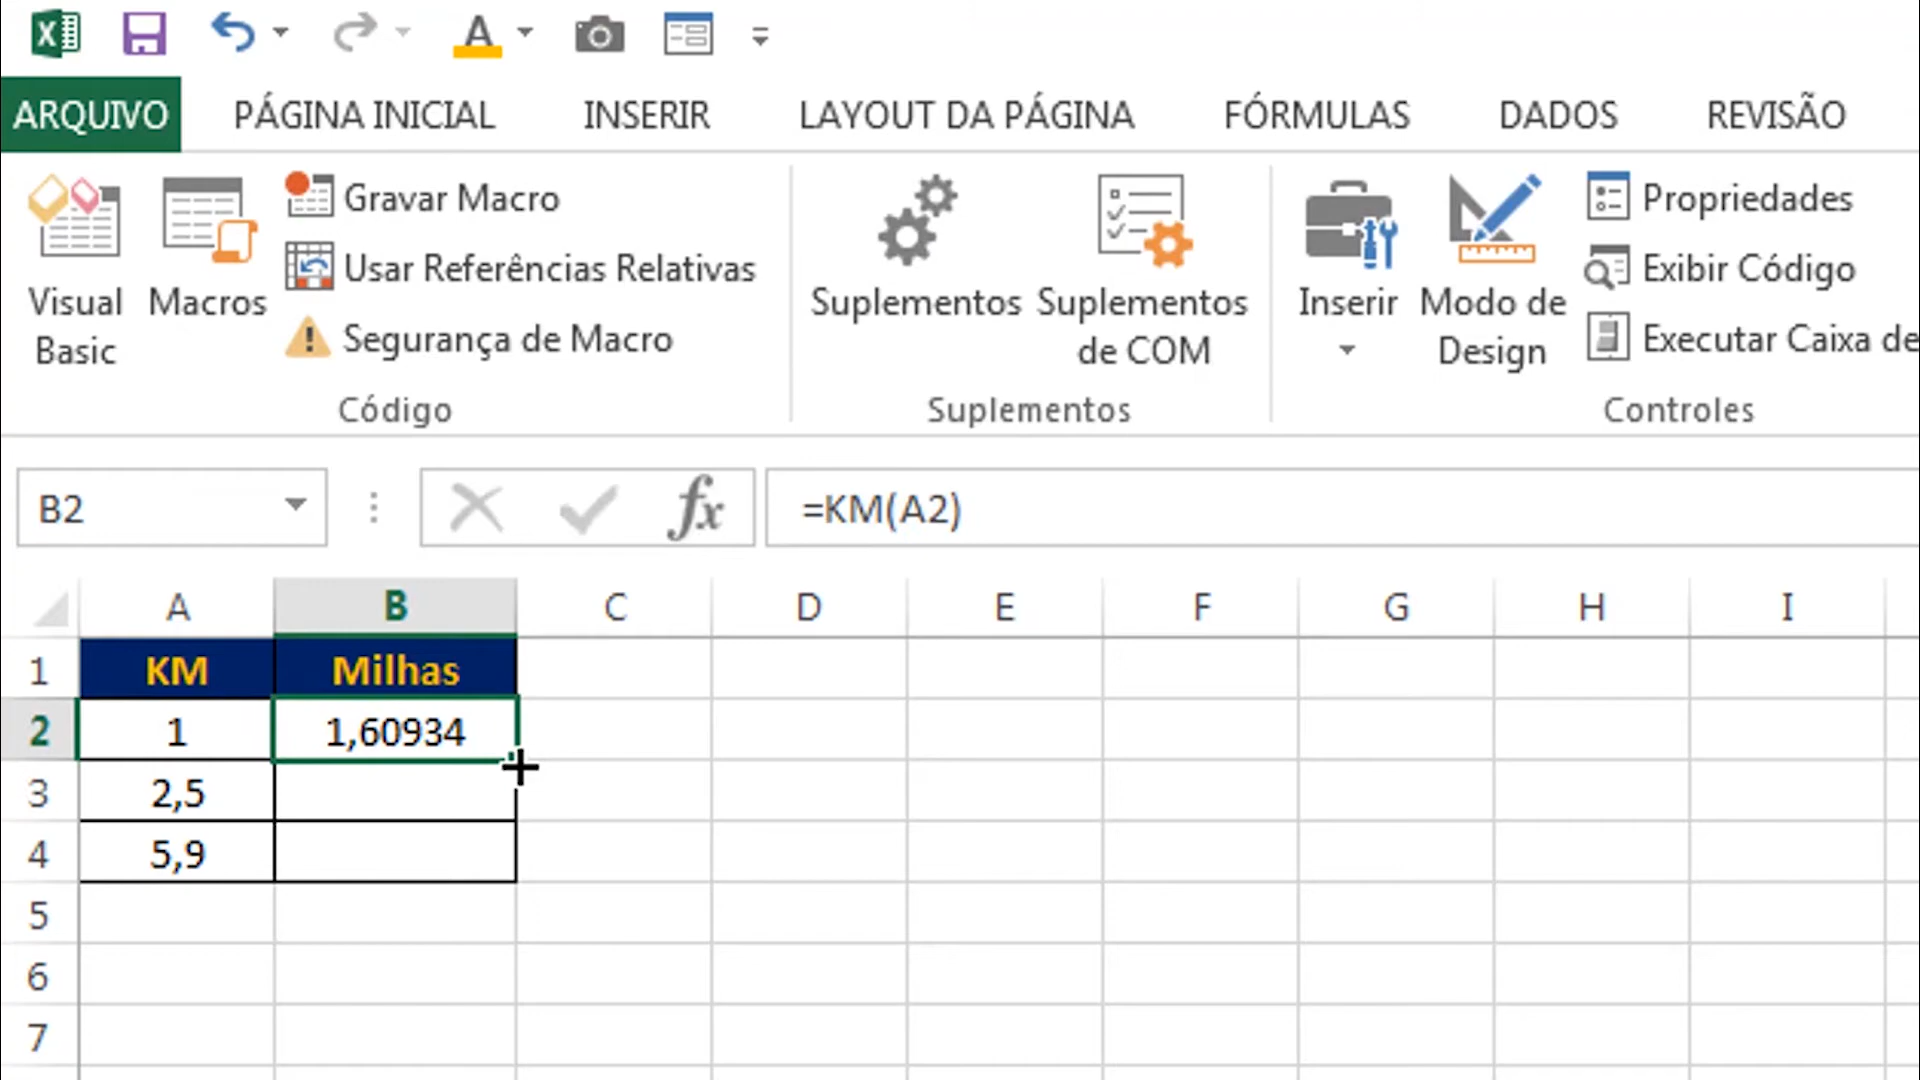 ARQUIVO PÁGINA INICIAL INSERIR LAYOUT DA PÁGINA FÓRMULAS DADOS REVISÃO
Visual Basic
Macros
Gravar Macro
Usar Referências Relativas
Segurança de Macro
Código
Suplementos
Suplementos de COM
Suplementos
Inserir
Modo de Design
Propriedades
Exibir Código
Executar Caixa de
Controles
B2 fx =KM(A2)
A B C D E F G H I
1 KM Milhas
2 1 1,60934
3 2,5
4 5,9
5
6
7